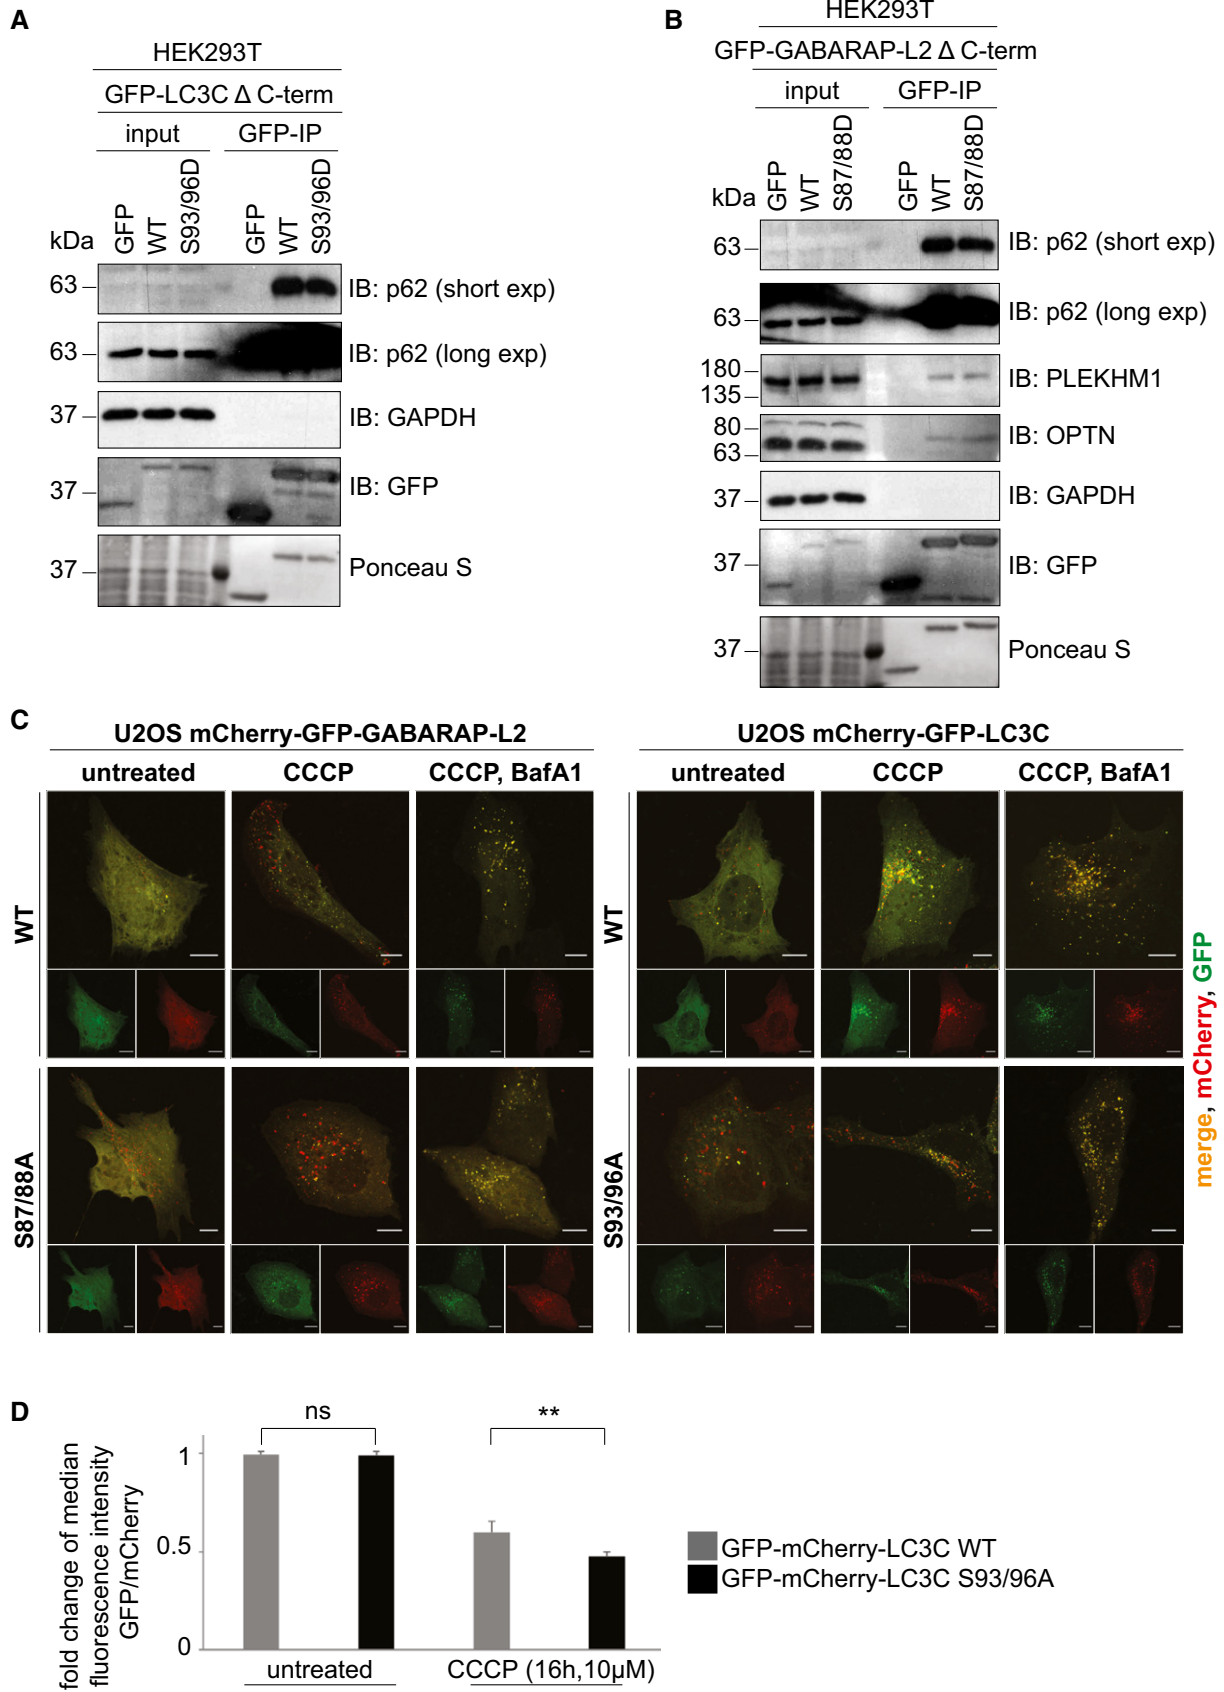 A
HEK293T
GFP-LC3C Δ C-term
input GFP-IP
kDa GFP WT S93/96D GFP WT S93/96D
63 IB: p62 (short exp)
63 IB: p62 (long exp)
37 IB: GAPDH
37 IB: GFP
37 Ponceau S
B
HEK293T
GFP-GABARAP-L2 Δ C-term
input GFP-IP
kDa GFP WT S87/88D GFP WT S87/88D
63 IB: p62 (short exp)
63 IB: p62 (long exp)
180
135 IB: PLEKHM1
80
63 IB: OPTN
37 IB: GAPDH
37 IB: GFP
37 Ponceau S
C
U2OS mCherry-GFP-GABARAP-L2
untreated CCCP CCCP, BafA1
WT
S87/88A
U2OS mCherry-GFP-LC3C
untreated CCCP CCCP, BafA1
WT
S93/96A
merge, mCherry, GFP
D
fold change of median
fluorescence intensity
GFP/mCherry
1
0.5
0
ns
**
untreated
CCCP (16h,10μM)
GFP-mCherry-LC3C WT
GFP-mCherry-LC3C S93/96A